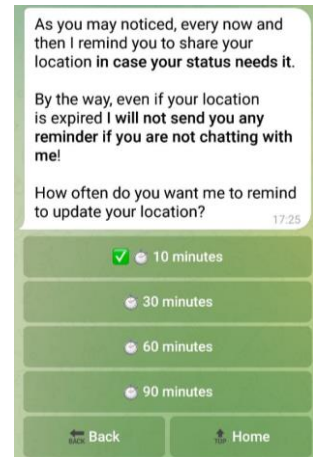 As you may noticed, every now and
then I remind you to share your
location in case your status needs it.
By the way, even if your location
is expired I will not send you any
reminder if you are not chatting with
me!
How often do you want me to remind
to update your location?
17:25
✅ ⏱ 10 minutes
⏱ 30 minutes
⏱ 60 minutes
⏱ 90 minutes
BACK Back
TOP Home